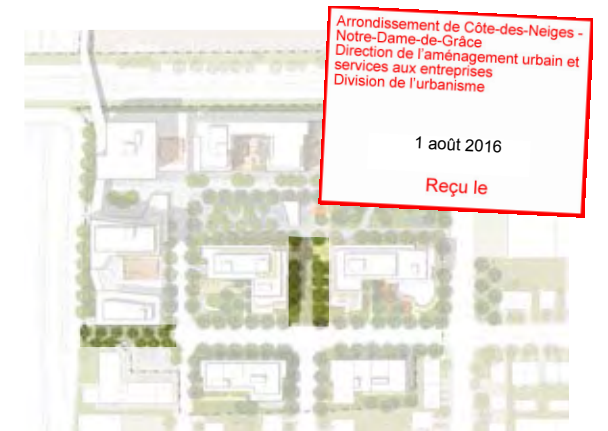 Arrondissement de Côte-des-Neiges -
Notre-Dame-de-Grâce
Direction de l'aménagement urbain et
services aux entreprises
Division de l'urbanisme
1 août 2016
Reçu le